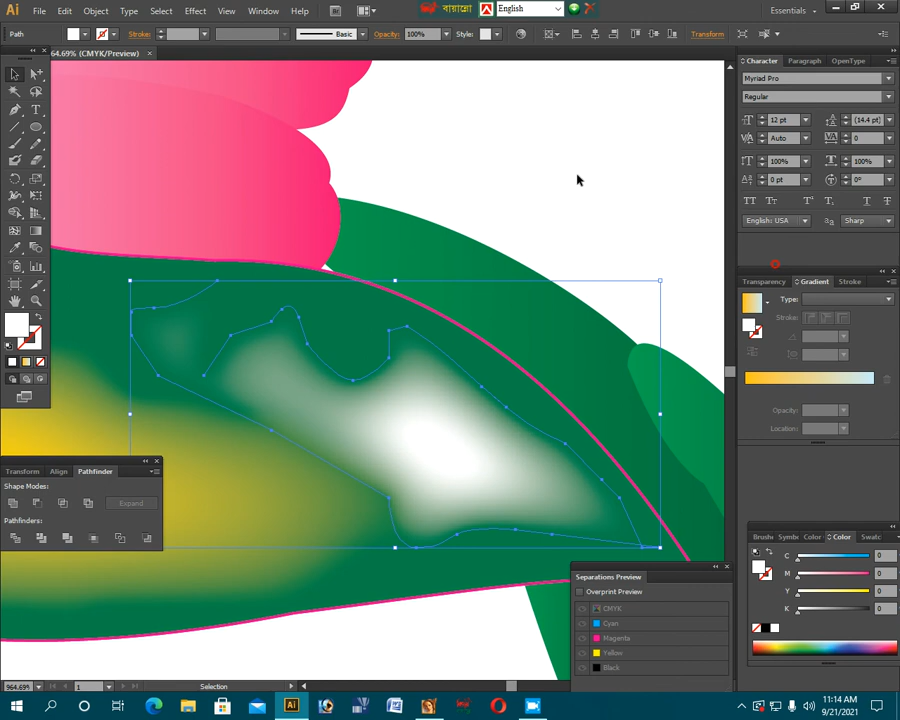 Ai File Edit Object Type Select Effect View Window Help Br বায়ান্নো English Essentials
Path Stroke: Basic Opacity: 100% Style: Transform
64.69% (CMYK/Preview) ×
Character Paragraph OpenType
Myriad Pro
Regular
12 pt (14.4 pt)
Auto 0
100% 100%
0 pt 0°
English: USA Sharp
Transparency Gradient Stroke
Type:
Stroke:
Opacity:
Location:
Transform Align Pathfinder
Shape Modes:
Expand
Pathfinders:
Brush Symbo Color Color Swatc
C 0
M 0
Y 0
K 0
Separations Preview
Overprint Preview
CMYK
Cyan
Magenta
Yellow
Black
964.69% 1 Selection
11:14 AM
9/21/2021